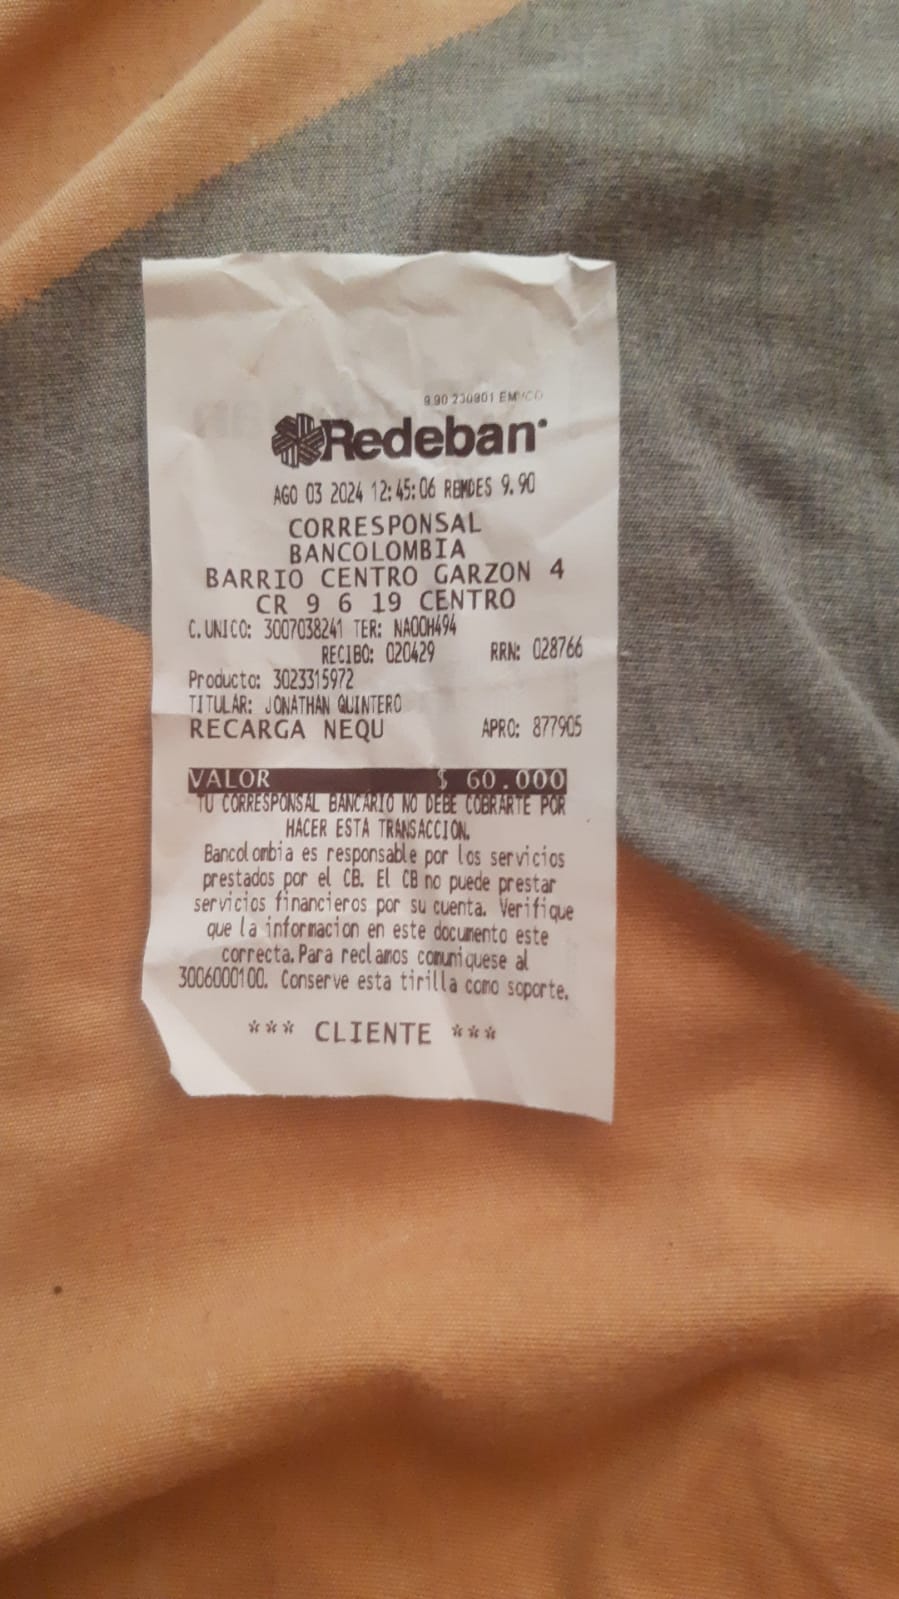 9.90 230801 EMVCO
Redeban
AGO 03 2024 12:45:06 RBMDES 9.90
CORRESPONSAL
BANCOLOMBIA
BARRIO CENTRO GARZON 4
CR 9 6 19 CENTRO
C.UNICO: 3007038241 TER: NA00H494
RECIBO: 020429 RRN: 028766
Producto: 3023315972
TITULAR: JONATHAN QUINTERO
RECARGA NEQU APRO: 877905
VALOR $ 60.000
TU CORRESPONSAL BANCARIO NO DEBE COBRARTE POR
HACER ESTA TRANSACCION.
Bancolombia es responsable por los servicios
prestados por el CB. El CB no puede prestar
servicios financieros por su cuenta. Verifique
que la informacion en este documento este
correcta. Para reclamos comuniquese al
3006000100. Conserve esta tirilla como soporte.
*** CLIENTE ***